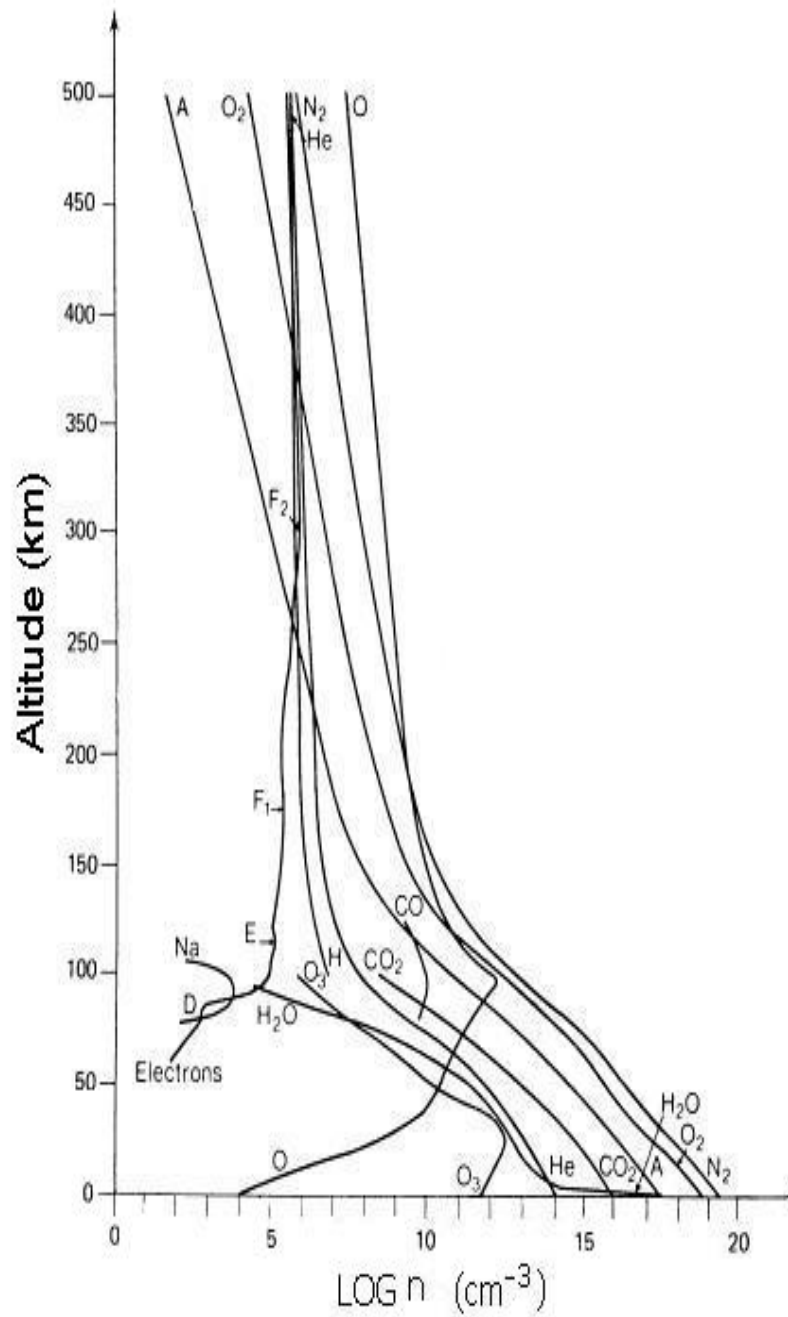 500
A
O₂
N₂
O
He
450
400
350
F₂
300
250
200
F₁
150
CO
E
Na
H
O₃
CO₂
100
D
H₂O
Electrons
50
H₂O
O₂
O
O₃
He
CO₂
A
N₂
0
0
5
10
15
20
Altitude (km)
LOG n (cm⁻³)